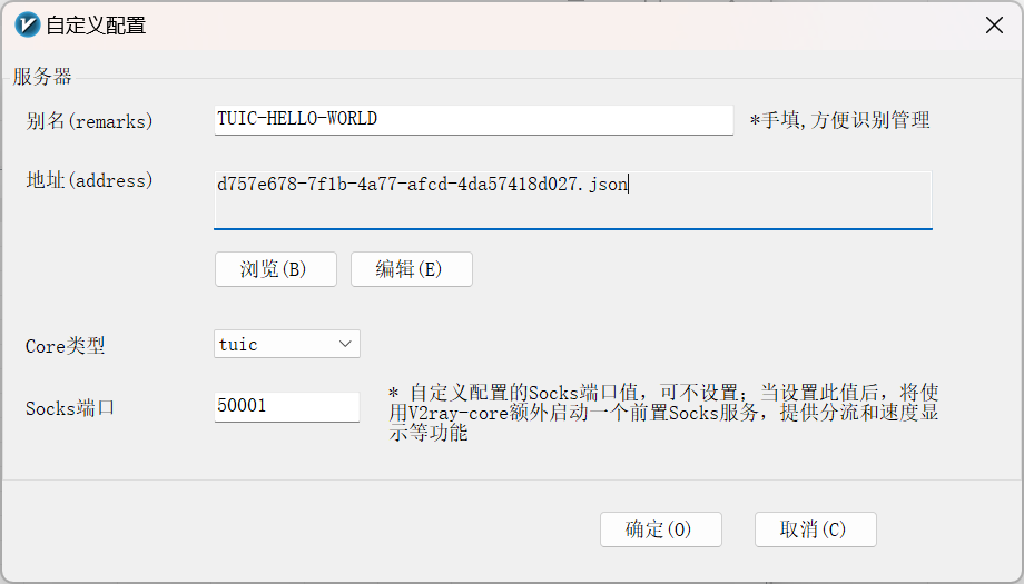 自定义配置
服务器
别名(remarks)
TUIC-HELLO-WORLD
*手填,方便识别管理
地址(address)
d757e678-7f1b-4a77-afcd-4da57418d027.json
浏览(B)
编辑(E)
Core类型
tuic
Socks端口
50001
* 自定义配置的Socks端口值，可不设置；当设置此值后，将使
用V2ray-core额外启动一个前置Socks服务，提供分流和速度显
示等功能
确定(O)
取消(C)